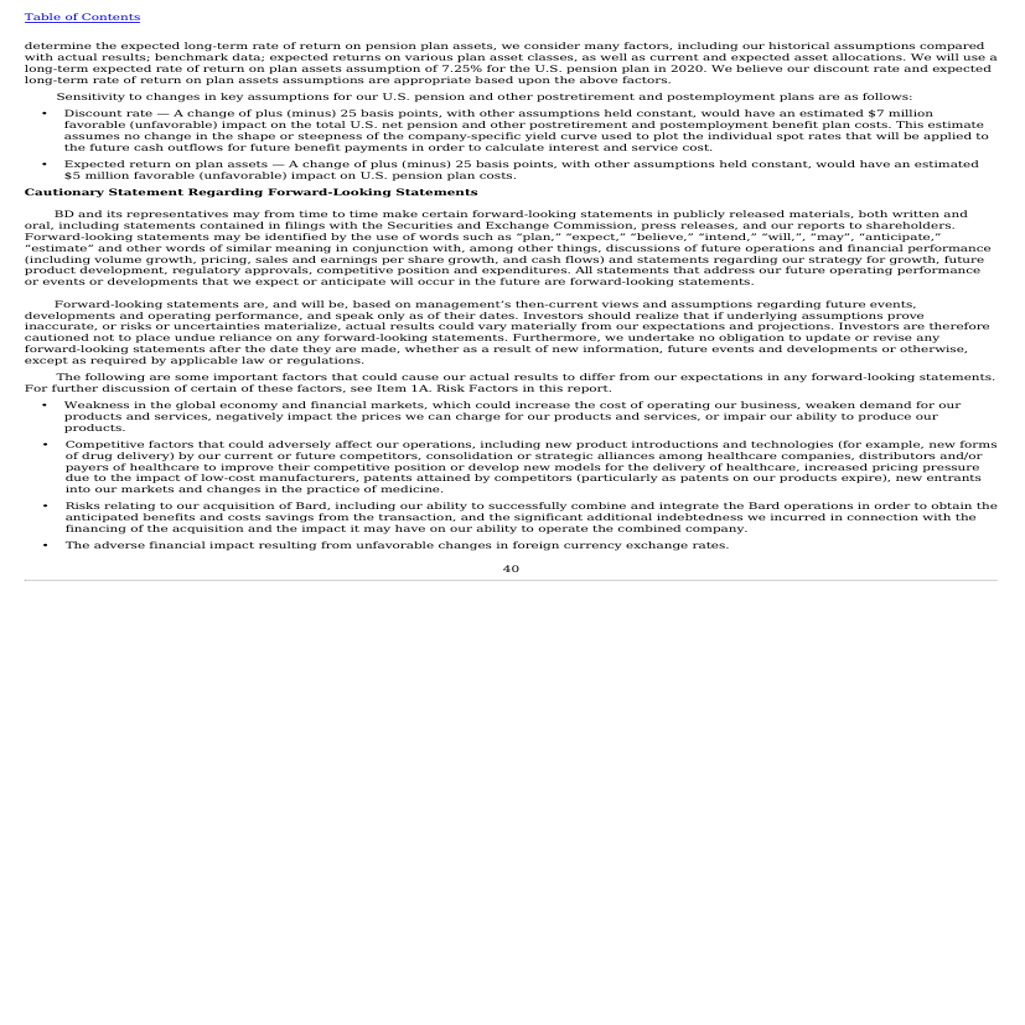 Table of Contents
determine the expected long-term rate of return on pension plan assets, we consider many factors, including our historical assumptions compared
with actual results; benchmark data; expected returns on various plan asset classes, as well as current and expected asset allocations. We will use a
long-term expected rate of return on plan assets assumption of 7.25% for the U.S. pension plan in 2020. We believe our discount rate and expected
long-term rate of return on plan assets assumptions are appropriate based upon the above factors.
Sensitivity to changes in key assumptions for our U.S. pension and other postretirement and postemployment plans are as follows:
• Discount rate — A change of plus (minus) 25 basis points, with other assumptions held constant, would have an estimated $7 million
favorable (unfavorable) impact on the total U.S. net pension and other postretirement and postemployment benefit plan costs. This estimate
assumes no change in the shape or steepness of the company-specific yield curve used to plot the individual spot rates that will be applied to
the future cash outflows for future benefit payments in order to calculate interest and service cost.
• Expected return on plan assets — A change of plus (minus) 25 basis points, with other assumptions held constant, would have an estimated
$5 million favorable (unfavorable) impact on U.S. pension plan costs.
Cautionary Statement Regarding Forward-Looking Statements
BD and its representatives may from time to time make certain forward-looking statements in publicly released materials, both written and
oral, including statements contained in filings with the Securities and Exchange Commission, press releases, and our reports to shareholders.
Forward-looking statements may be identified by the use of words such as “plan,” “expect,” “believe,” “intend,” “will,”, “may”, “anticipate,”
“estimate” and other words of similar meaning in conjunction with, among other things, discussions of future operations and financial performance
(including volume growth, pricing, sales and earnings per share growth, and cash flows) and statements regarding our strategy for growth, future
product development, regulatory approvals, competitive position and expenditures. All statements that address our future operating performance
or events or developments that we expect or anticipate will occur in the future are forward-looking statements.
Forward-looking statements are, and will be, based on management’s then-current views and assumptions regarding future events,
developments and operating performance, and speak only as of their dates. Investors should realize that if underlying assumptions prove
inaccurate, or risks or uncertainties materialize, actual results could vary materially from our expectations and projections. Investors are therefore
cautioned not to place undue reliance on any forward-looking statements. Furthermore, we undertake no obligation to update or revise any
forward-looking statements after the date they are made, whether as a result of new information, future events and developments or otherwise,
except as required by applicable law or regulations.
The following are some important factors that could cause our actual results to differ from our expectations in any forward-looking statements.
For further discussion of certain of these factors, see Item 1A. Risk Factors in this report.
• Weakness in the global economy and financial markets, which could increase the cost of operating our business, weaken demand for our
products and services, negatively impact the prices we can charge for our products and services, or impair our ability to produce our
products.
• Competitive factors that could adversely affect our operations, including new product introductions and technologies (for example, new forms
of drug delivery) by our current or future competitors, consolidation or strategic alliances among healthcare companies, distributors and/or
payers of healthcare to improve their competitive position or develop new models for the delivery of healthcare, increased pricing pressure
due to the impact of low-cost manufacturers, patents attained by competitors (particularly as patents on our products expire), new entrants
into our markets and changes in the practice of medicine.
• Risks relating to our acquisition of Bard, including our ability to successfully combine and integrate the Bard operations in order to obtain the
anticipated benefits and costs savings from the transaction, and the significant additional indebtedness we incurred in connection with the
financing of the acquisition and the impact it may have on our ability to operate the combined company.
• The adverse financial impact resulting from unfavorable changes in foreign currency exchange rates.
40